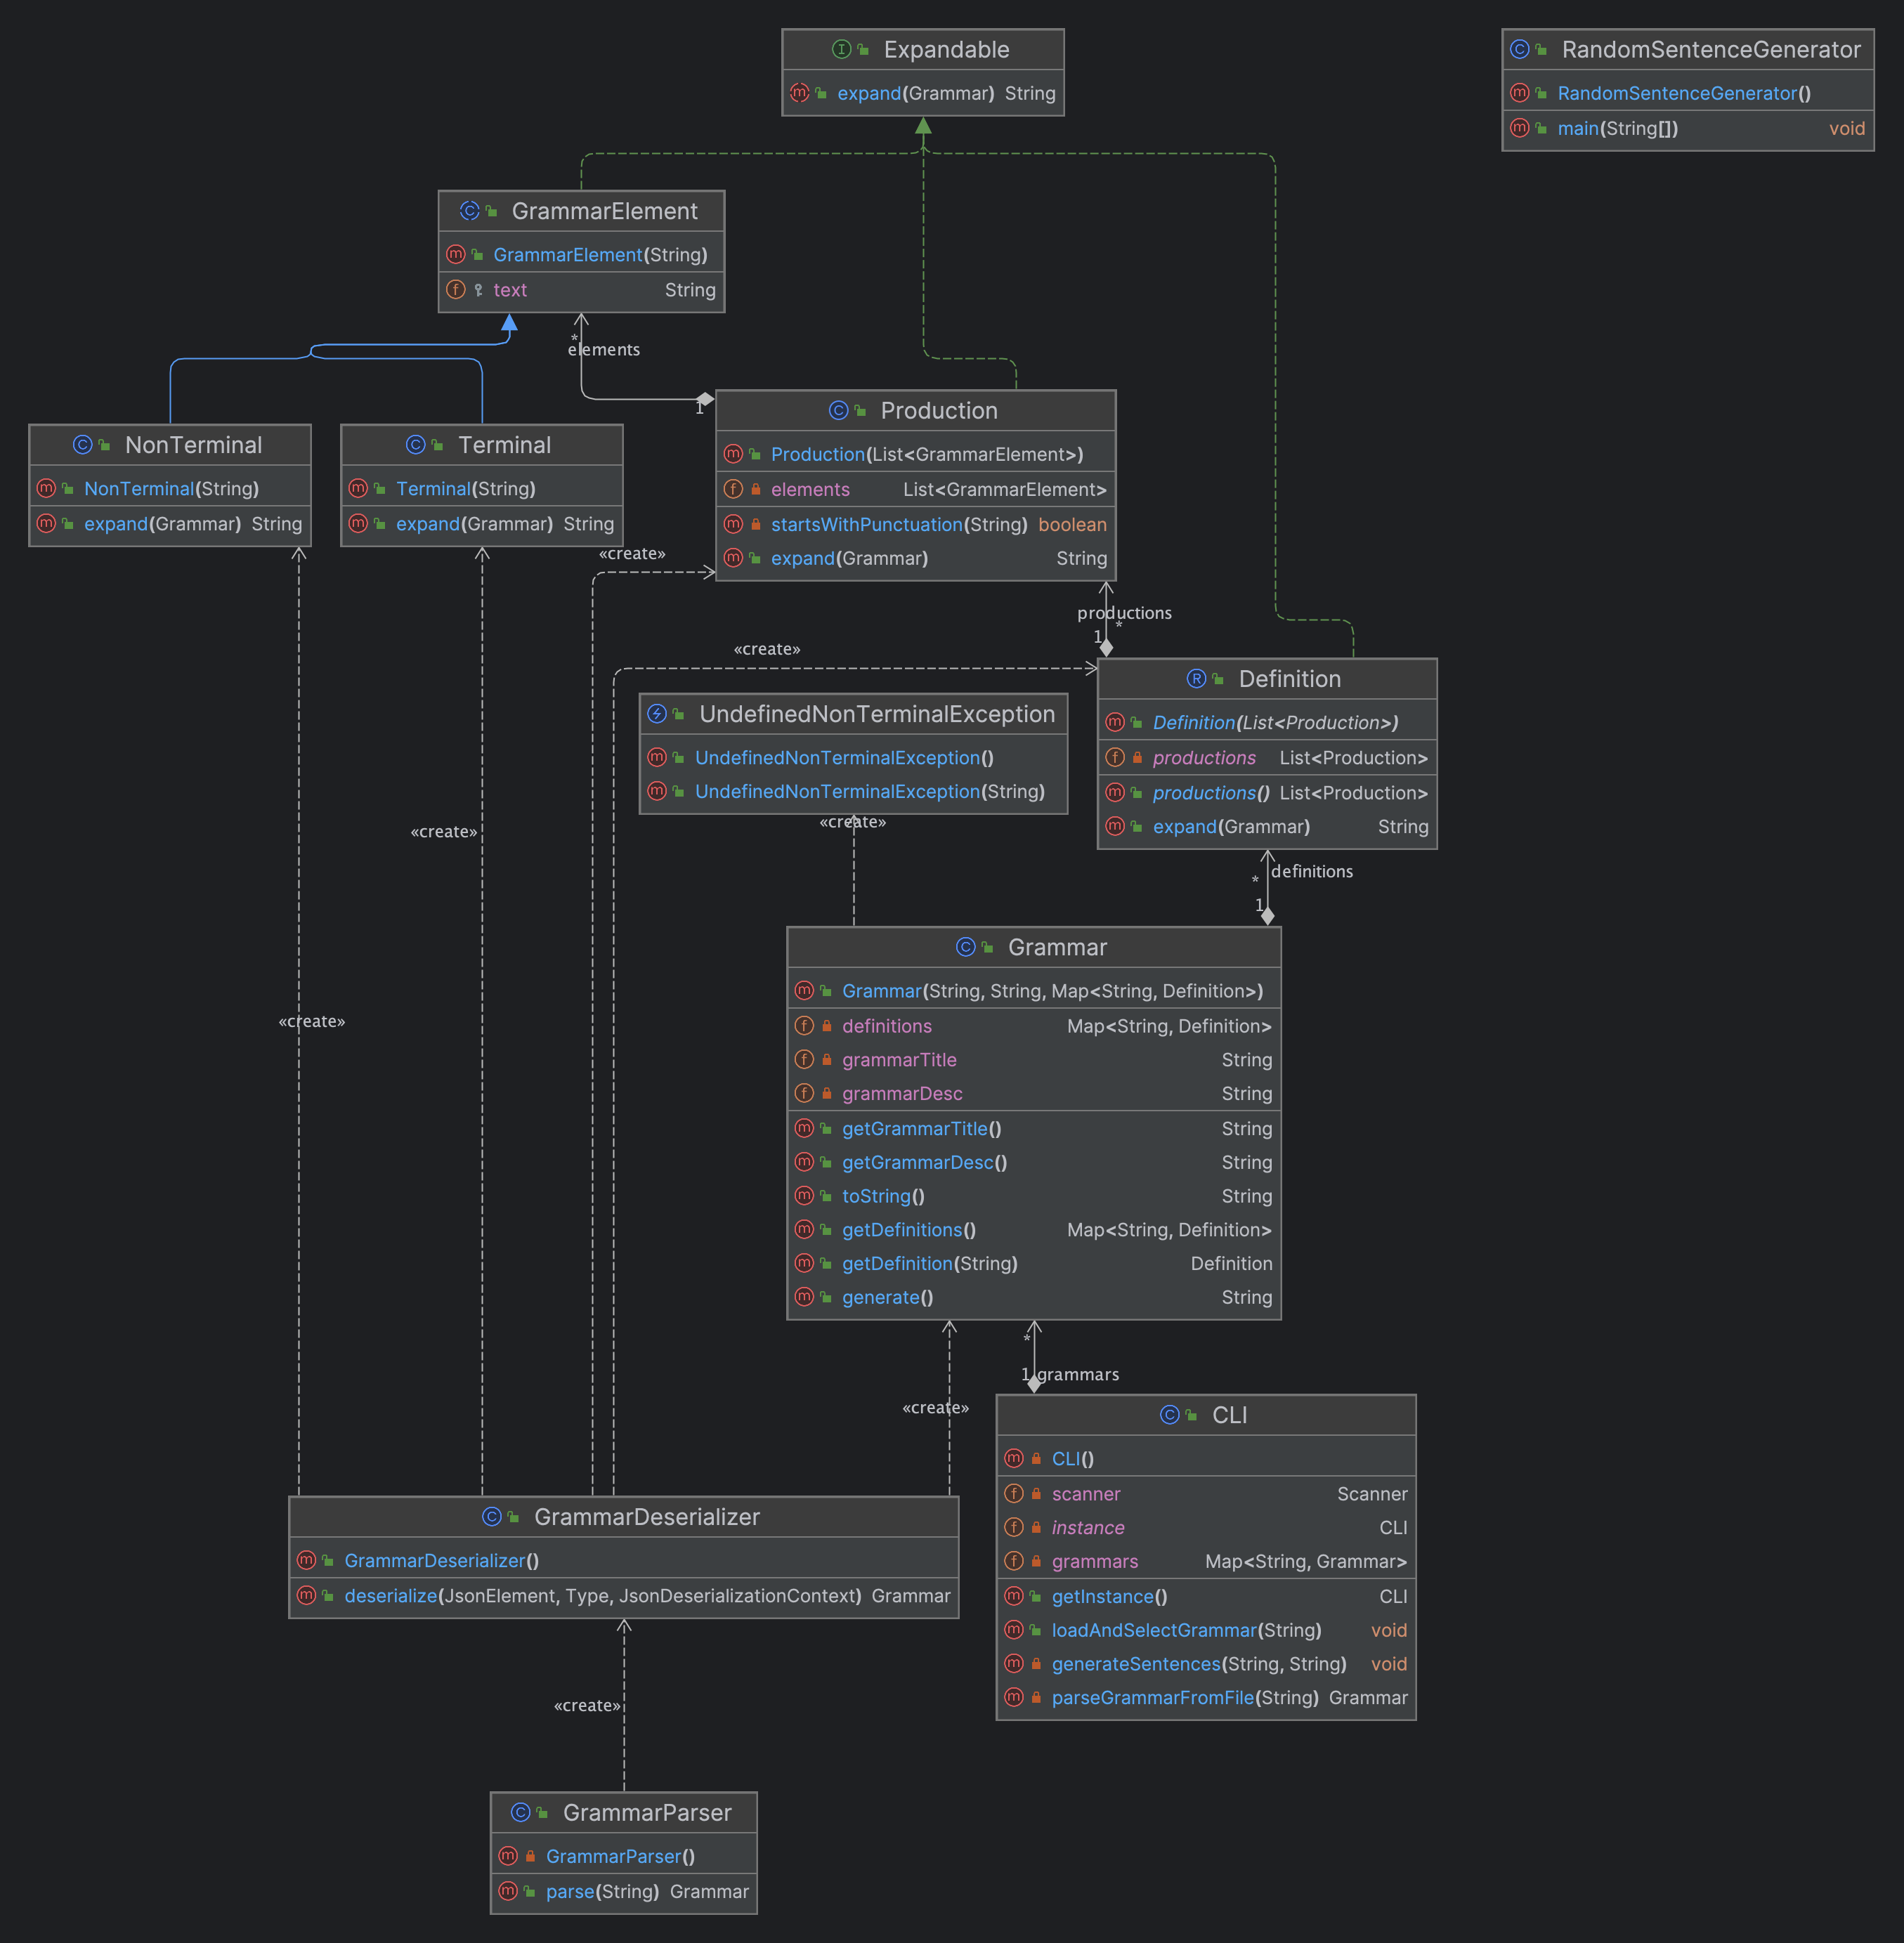 Expandable
expand(Grammar) String
RandomSentenceGenerator
RandomSentenceGenerator()
main(String[]) void
GrammarElement
GrammarElement(String)
text String
*
elements
1
NonTerminal
NonTerminal(String)
expand(Grammar) String
Terminal
Terminal(String)
expand(Grammar) String
Production
Production(List<GrammarElement>)
elements List<GrammarElement>
startsWithPunctuation(String) boolean
expand(Grammar) String
«create»
productions
*
1
«create»
Definition
Definition(List<Production>)
productions List<Production>
productions() List<Production>
expand(Grammar) String
UndefinedNonTerminalException
UndefinedNonTerminalException()
UndefinedNonTerminalException(String)
«create»
«create»
definitions
*
1
Grammar
Grammar(String, String, Map<String, Definition>)
definitions Map<String, Definition>
grammarTitle String
grammarDesc String
getGrammarTitle() String
getGrammarDesc() String
toString() String
getDefinitions() Map<String, Definition>
getDefinition(String) Definition
generate() String
«create»
*
1 grammars
«create»
CLI
CLI()
scanner Scanner
instance CLI
grammars Map<String, Grammar>
getInstance() CLI
loadAndSelectGrammar(String) void
generateSentences(String, String) void
parseGrammarFromFile(String) Grammar
GrammarDeserializer
GrammarDeserializer()
deserialize(JsonElement, Type, JsonDeserializationContext) Grammar
«create»
GrammarParser
GrammarParser()
parse(String) Grammar